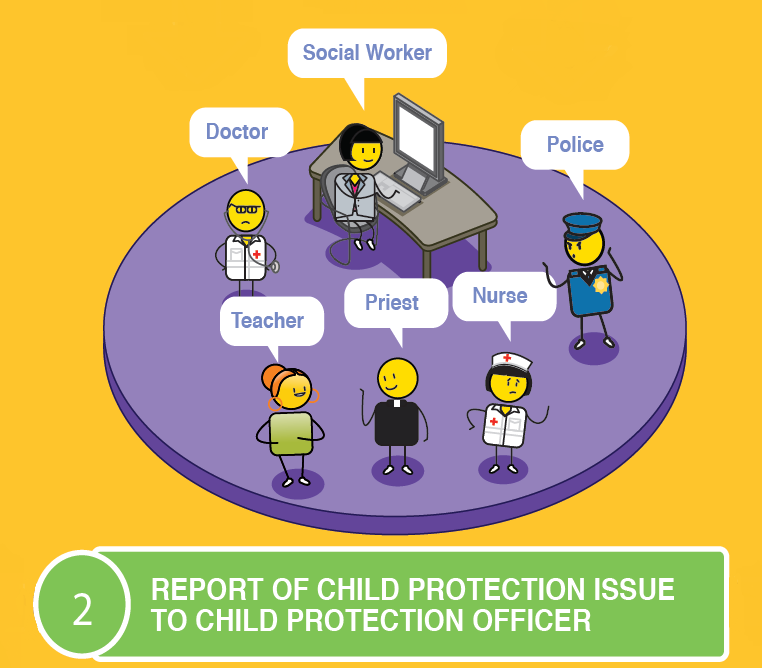 Social Worker
Doctor
Police
Nurse
Priest
Teacher
2
REPORT OF CHILD PROTECTION ISSUE
TO CHILD PROTECTION OFFICER